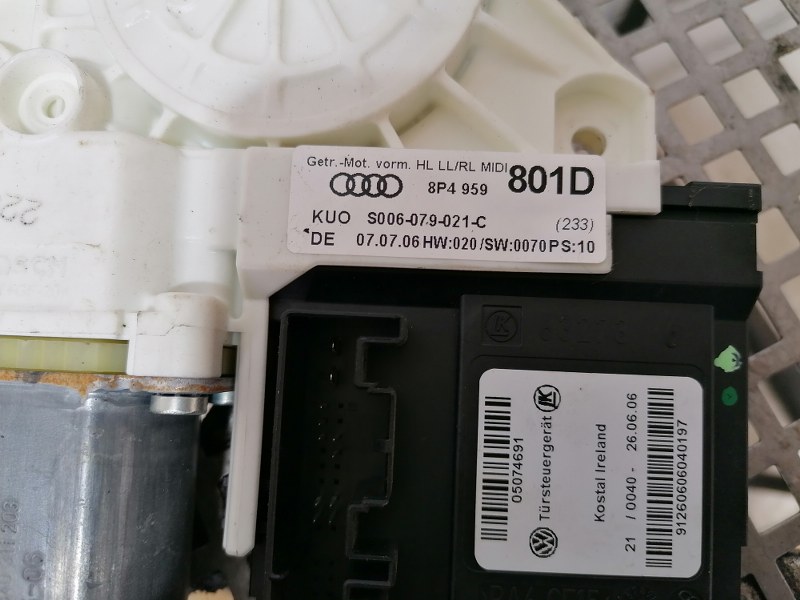 Getr.-Mot. vorm. HL LL/RL MIDI
8P4 959 801D
KUO S006-079-021-C (233)
DE 07.07.06 HW:020/SW:0070 PS:10
05074691
Türsteuergerät
Kostal Ireland
21 / 0040 - 26.06.06
91260606040197